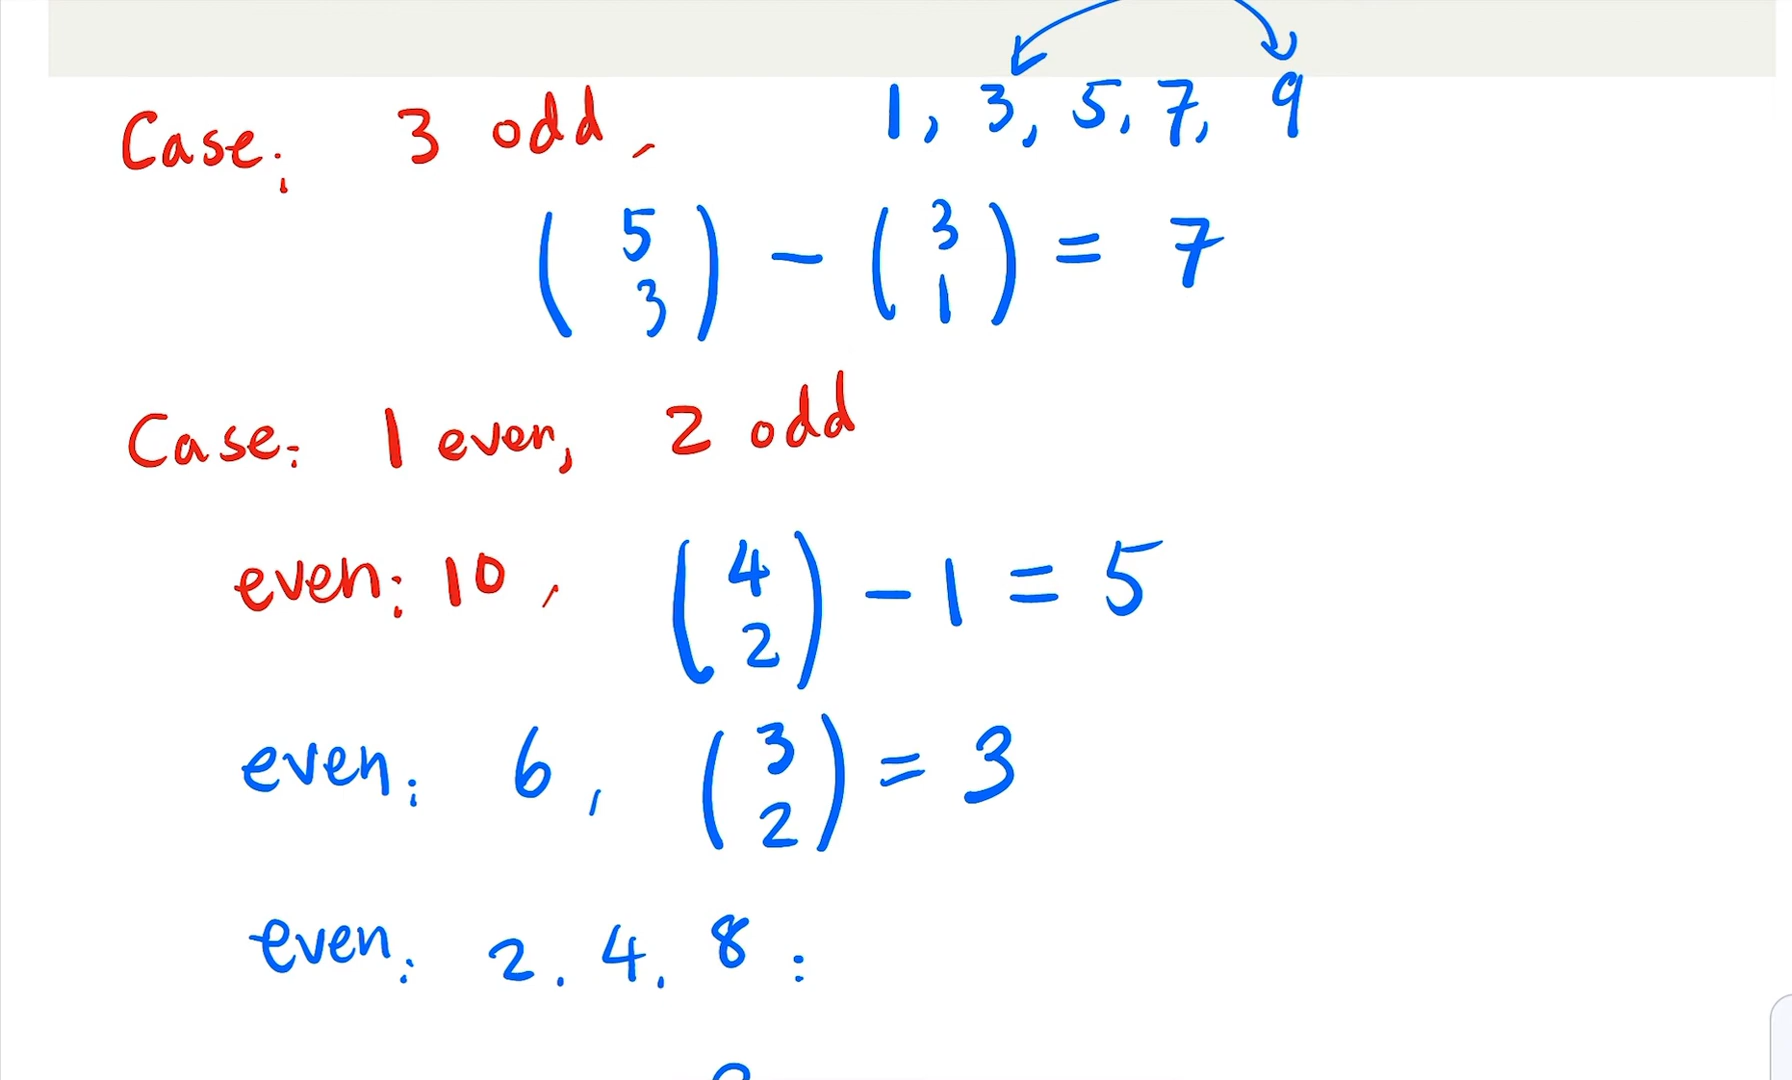 1, 3, 5, 7, 9
Case: 3 odd,
(5 3) - (3 1) = 7
Case: 1 even, 2 odd
even: 10, (4 2) - 1 = 5
even: 6, (3 2) = 3
even: 2, 4, 8: